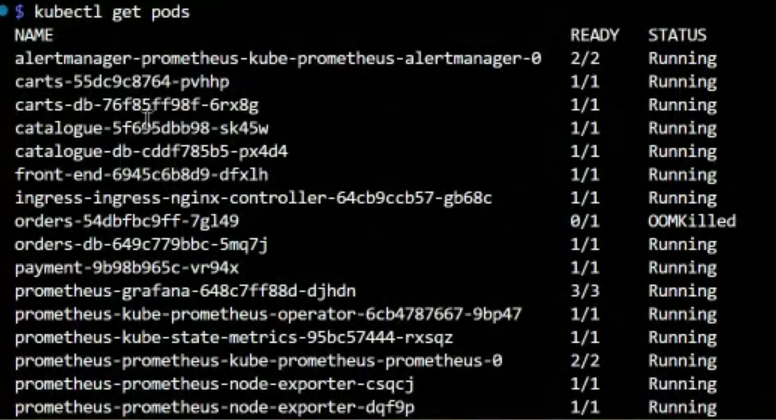 $ kubectl get pods
NAME READY STATUS
alertmanager-prometheus-kube-prometheus-alertmanager-0 2/2 Running
carts-55dc9c8764-pvhhp 1/1 Running
carts-db-76f85ff98f-6rx8g 1/1 Running
catalogue-5f695dbb98-sk45w 1/1 Running
catalogue-db-cddf785b5-px4d4 1/1 Running
front-end-6945c6b8d9-dfxlh 1/1 Running
ingress-ingress-nginx-controller-64cb9ccb57-gb68c 1/1 Running
orders-54dbfbc9ff-7gl49 0/1 OOMKilled
orders-db-649c779bbc-5mq7j 1/1 Running
payment-9b98b965c-vr94x 1/1 Running
prometheus-grafana-648c7ff88d-djhdn 3/3 Running
prometheus-kube-prometheus-operator-6cb4787667-9bp47 1/1 Running
prometheus-kube-state-metrics-95bc57444-rxsqz 1/1 Running
prometheus-prometheus-kube-prometheus-prometheus-0 2/2 Running
prometheus-prometheus-node-exporter-csqcj 1/1 Running
prometheus-prometheus-node-exporter-dqf9p 1/1 Running